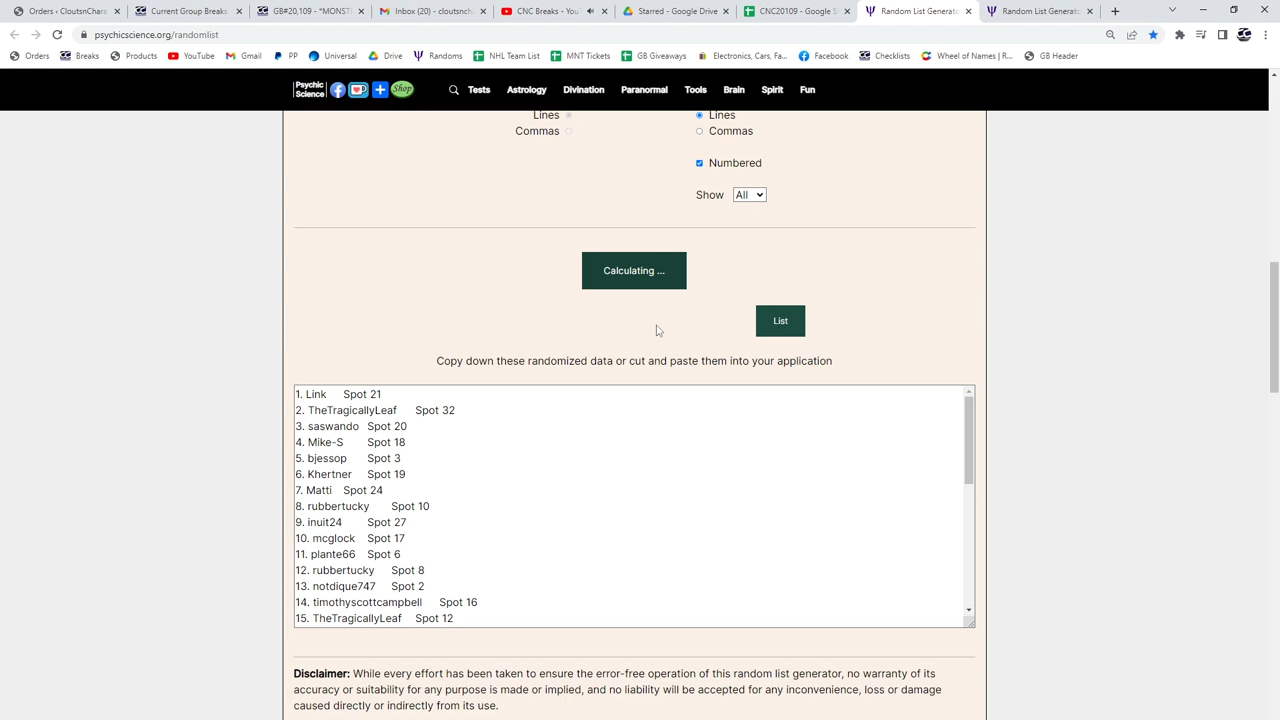 Orders ‹ CloutsnChara
Current Group Breaks
GB#20,109 - *MONST
Inbox (20) - cloutsnch
CNC Breaks - You
Starred - Google Drive
CNC20109 - Google S
Random List Generato
Random List Generato
psychicscience.org/randomlist
Orders
Breaks
Products
YouTube
Gmail
PP
Universal
Drive
Randoms
NHL Team List
MNT Tickets
GB Giveaways
Electronics, Cars, Fa...
Facebook
Checklists
Wheel of Names | R...
GB Header
Psychic
Science
Shop
Tests
Astrology
Divination
Paranormal
Tools
Brain
Spirit
Fun
Lines
Lines
Commas
Commas
Numbered
Show All
Calculating ...
List
Copy down these randomized data or cut and paste them into your application
1. Link Spot 21
2. TheTragicallyLeaf Spot 32
3. saswando Spot 20
4. Mike-S Spot 18
5. bjessop Spot 3
6. Khertner Spot 19
7. Matti Spot 24
8. rubbertucky Spot 10
9. inuit24 Spot 27
10. mcglock Spot 17
11. plante66 Spot 6
12. rubbertucky Spot 8
13. notdique747 Spot 2
14. timothyscottcampbell Spot 16
15. TheTragicallyLeaf Spot 12
Disclaimer: While every effort has been taken to ensure the error-free operation of this random list generator, no warranty of its
accuracy or suitability for any purpose is made or implied, and no liability will be accepted for any inconvenience, loss or damage
caused directly or indirectly from its use.